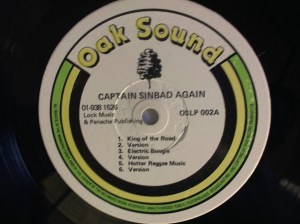 Oak Sound
CAPTAIN SINBAD AGAIN
01-938 1626
Lock Music
& Panache Publishing
OSLP 002A
1. King of the Road
2. Version
3. Electric Boogie
4. Version
5. Hotter Reggae Music
6. Version